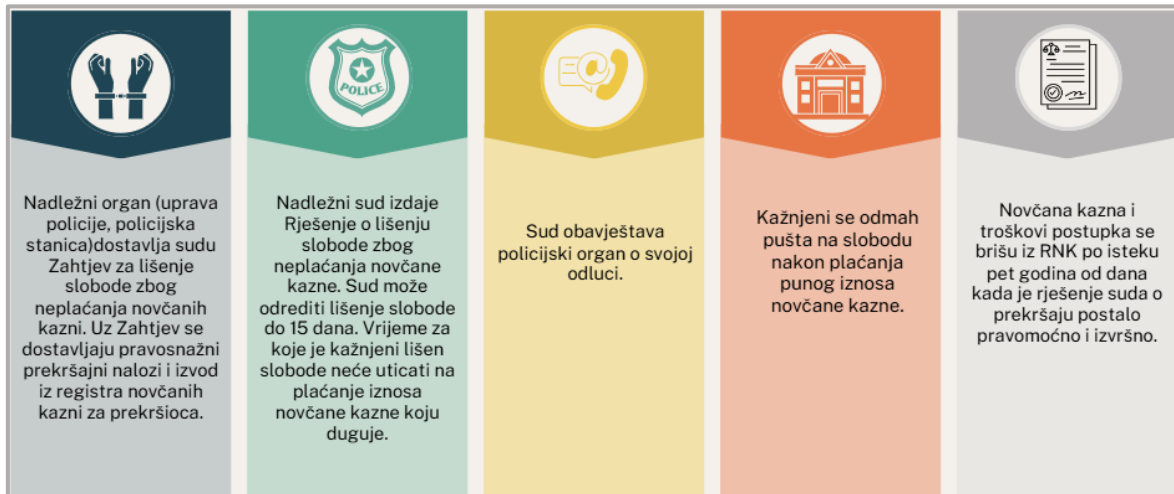 POLICE
Nadležni organ (uprava
policije, policijska
stanica)dostavlja sudu
Zahtjev za lišenje
slobode zbog
neplaćanja novčanih
kazni. Uz Zahtjev se
dostavljaju pravosnažni
prekršajni nalozi i izvod
iz registra novčanih
kazni za prekršioca.
Nadležni sud izdaje
Rješenje o lišenju
slobode zbog
neplaćanja novčane
kazne. Sud može
odrediti lišenje slobode
do 15 dana. Vrijeme za
koje je kažnjeni lišen
slobode neće uticati na
plaćanje iznosa
novčane kazne koju
duguje.
Sud obavještava
policijski organ o svojoj
odluci.
Kažnjeni se odmah
pušta na slobodu
nakon plaćanja
punog iznosa
novčane kazne.
Novčana kazna i
troškovi postupka se
brišu iz RNK po isteku
pet godina od dana
kada je rješenje suda o
prekršaju postalo
pravomoćno i izvršno.